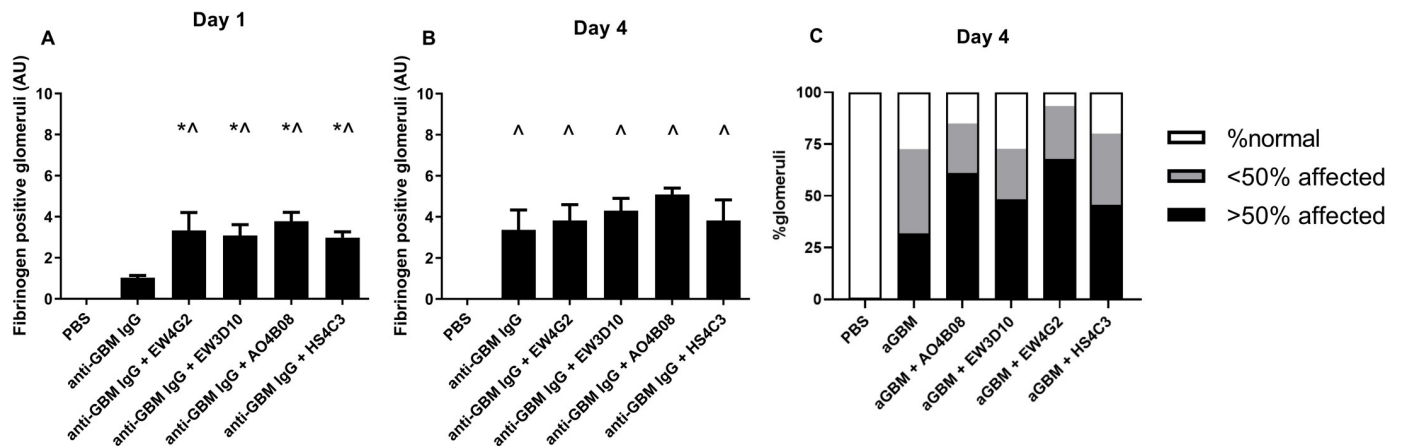 A
Day 1
Fibrinogen positive glomeruli (AU)
10
8
6
4
2
0
*^ *^ *^ *^
PBS
anti-GBM IgG
anti-GBM IgG + EW4G2
anti-GBM IgG + EW3D10
anti-GBM IgG + AO4B08
anti-GBM IgG + HS4C3
B
Day 4
Fibrinogen positive glomeruli (AU)
10
8
6
4
2
0
^ ^ ^ ^ ^
PBS
anti-GBM IgG
anti-GBM IgG + EW4G2
anti-GBM IgG + EW3D10
anti-GBM IgG + AO4B08
anti-GBM IgG + HS4C3
C
Day 4
%glomeruli
100
75
50
25
0
PBS
aGBM
aGBM + AO4B08
aGBM + EW3D10
aGBM + EW4G2
aGBM + HS4C3
%normal
<50% affected
>50% affected